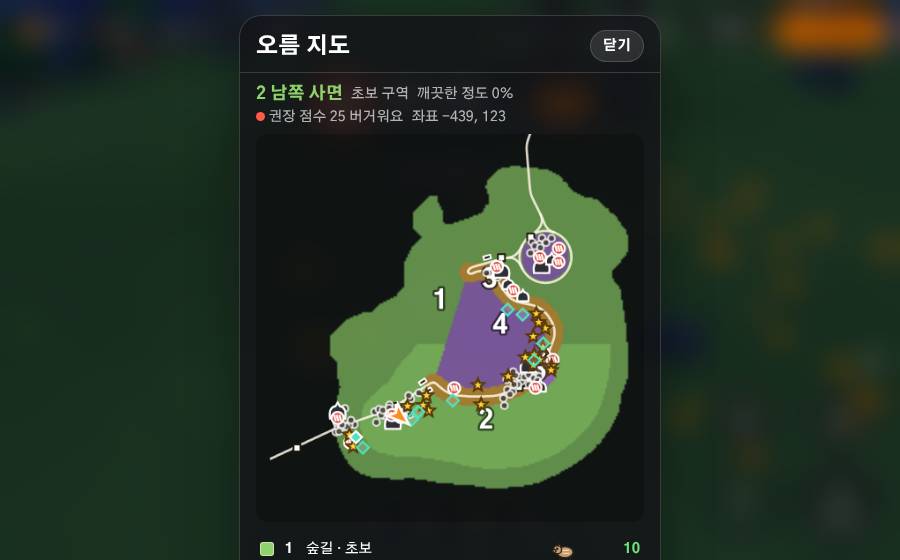 오름 지도
닫기
2 남쪽 사면 초보 구역 깨끗한 정도 0%
권장 점수 25 버거워요 좌표 -439, 123
1
3
4
2
1 숲길 · 초보 10